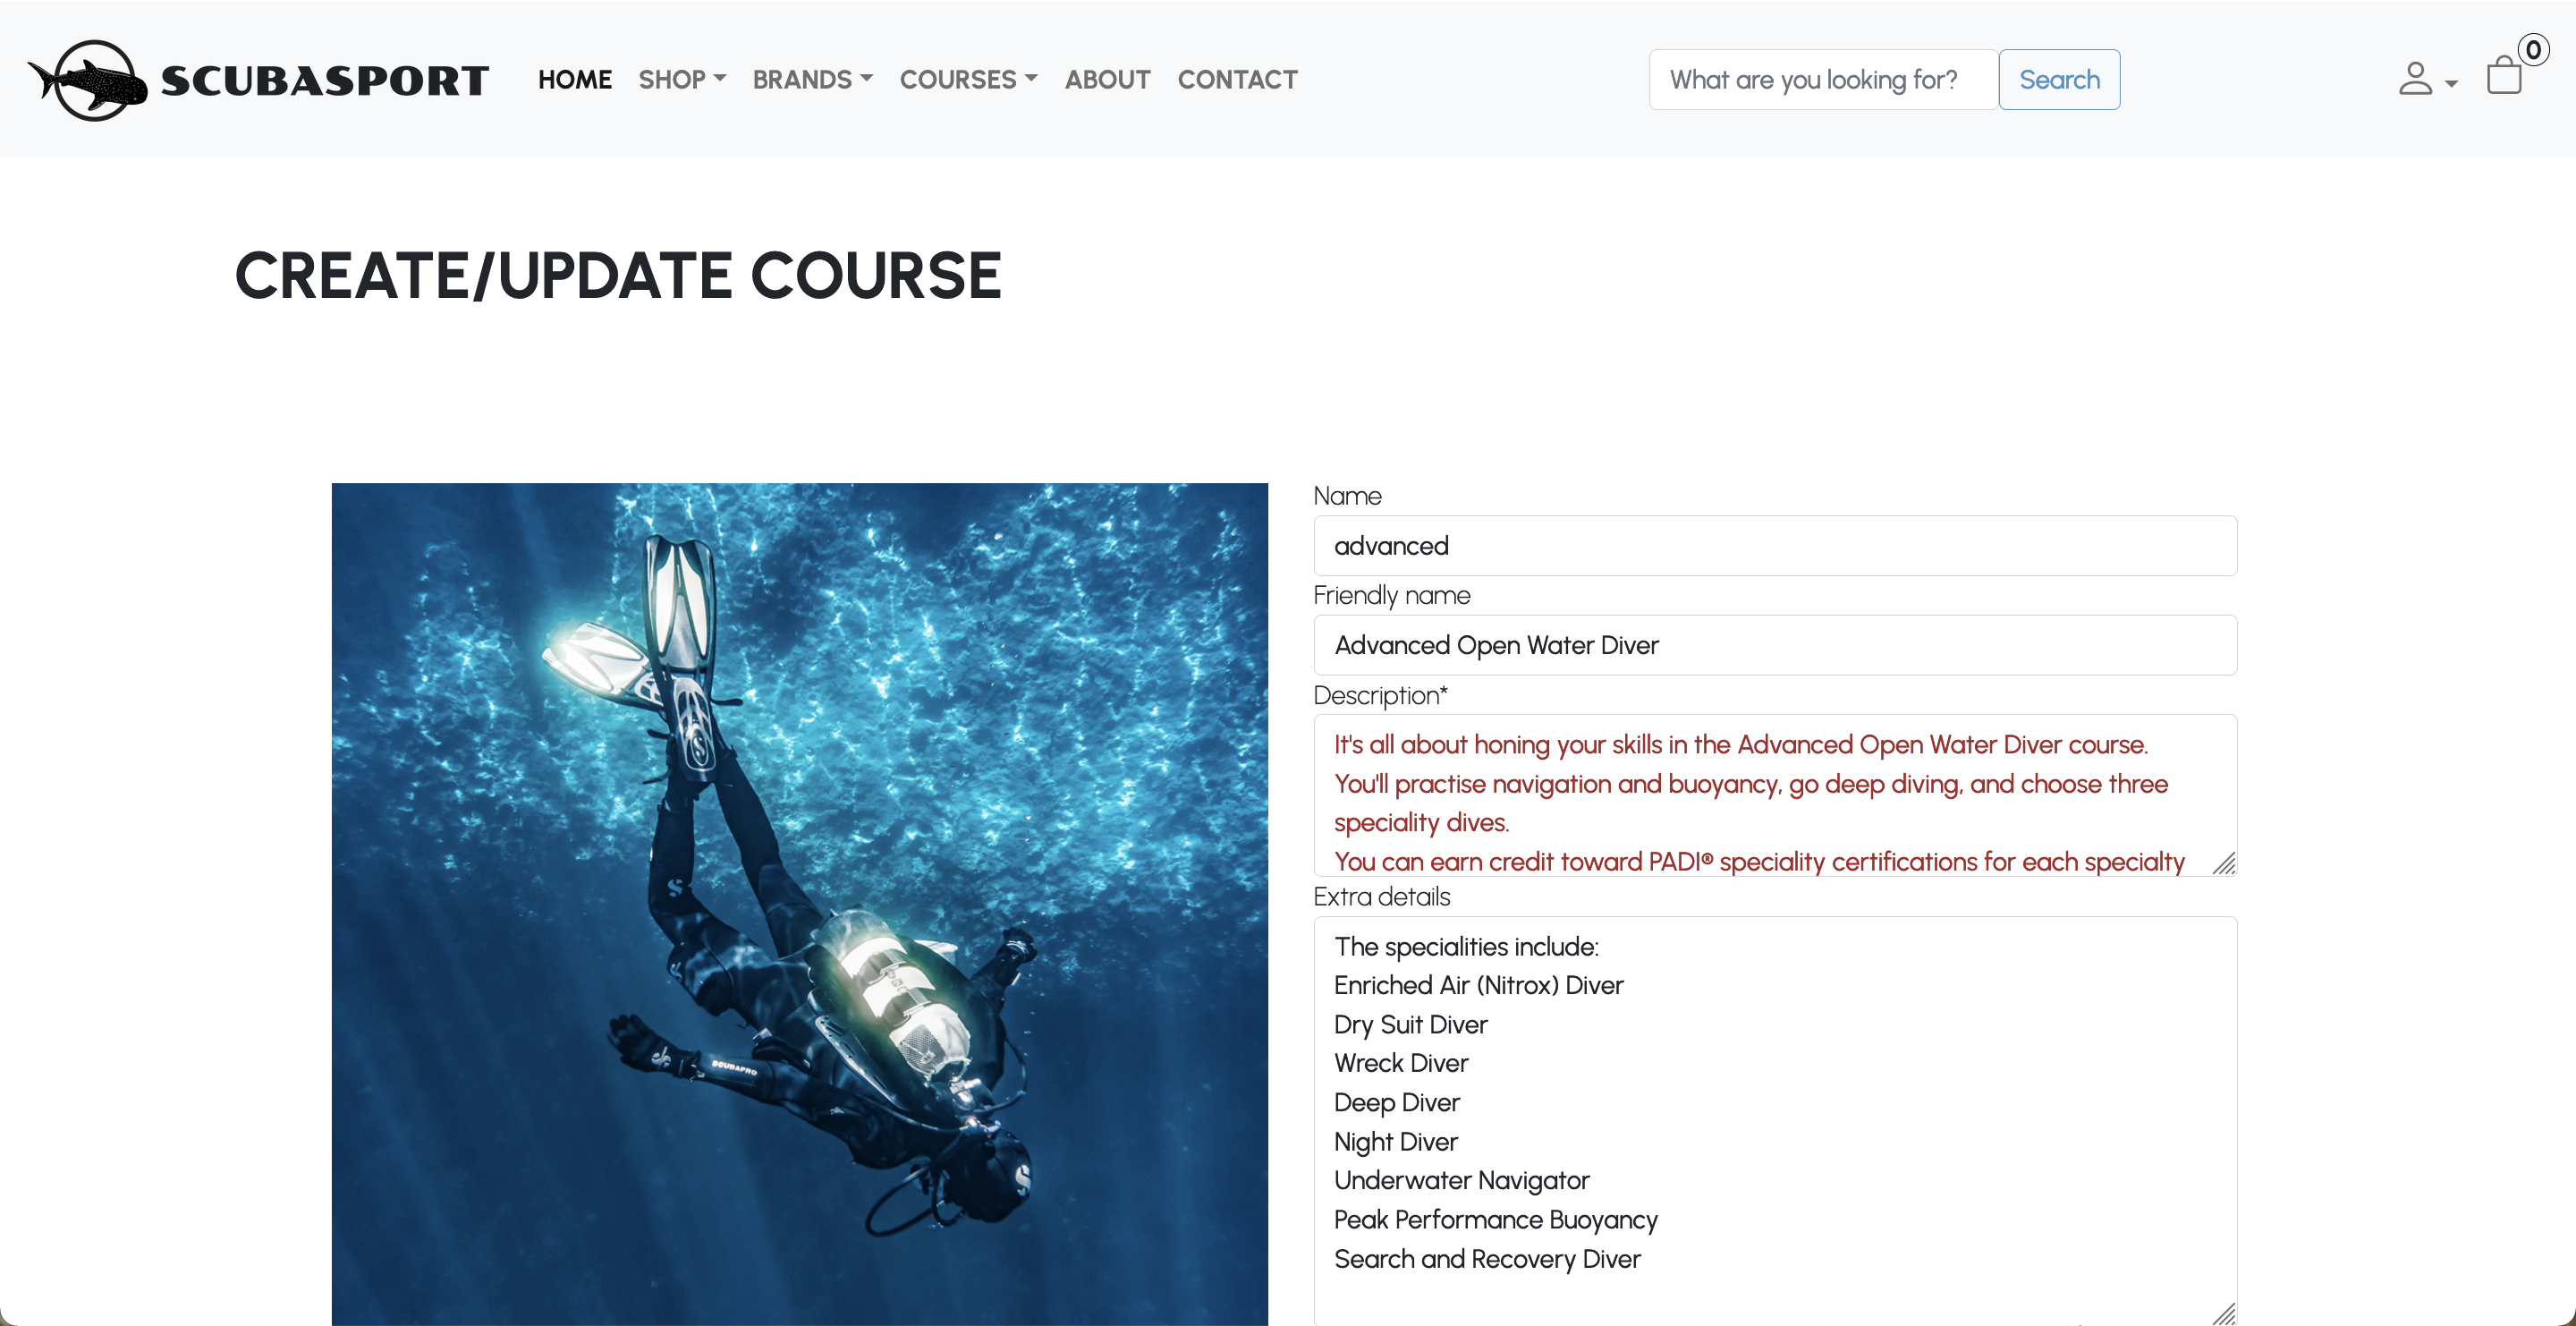 SCUBASPORT
HOME SHOP BRANDS COURSES ABOUT CONTACT
What are you looking for? Search
0
CREATE/UPDATE COURSE
Name
advanced
Friendly name
Advanced Open Water Diver
Description*
It's all about honing your skills in the Advanced Open Water Diver course.
You'll practise navigation and buoyancy, go deep diving, and choose three
speciality dives.
You can earn credit toward PADI® speciality certifications for each specialty
Extra details
The specialities include:
Enriched Air (Nitrox) Diver
Dry Suit Diver
Wreck Diver
Deep Diver
Night Diver
Underwater Navigator
Peak Performance Buoyancy
Search and Recovery Diver
SCUBAPRO